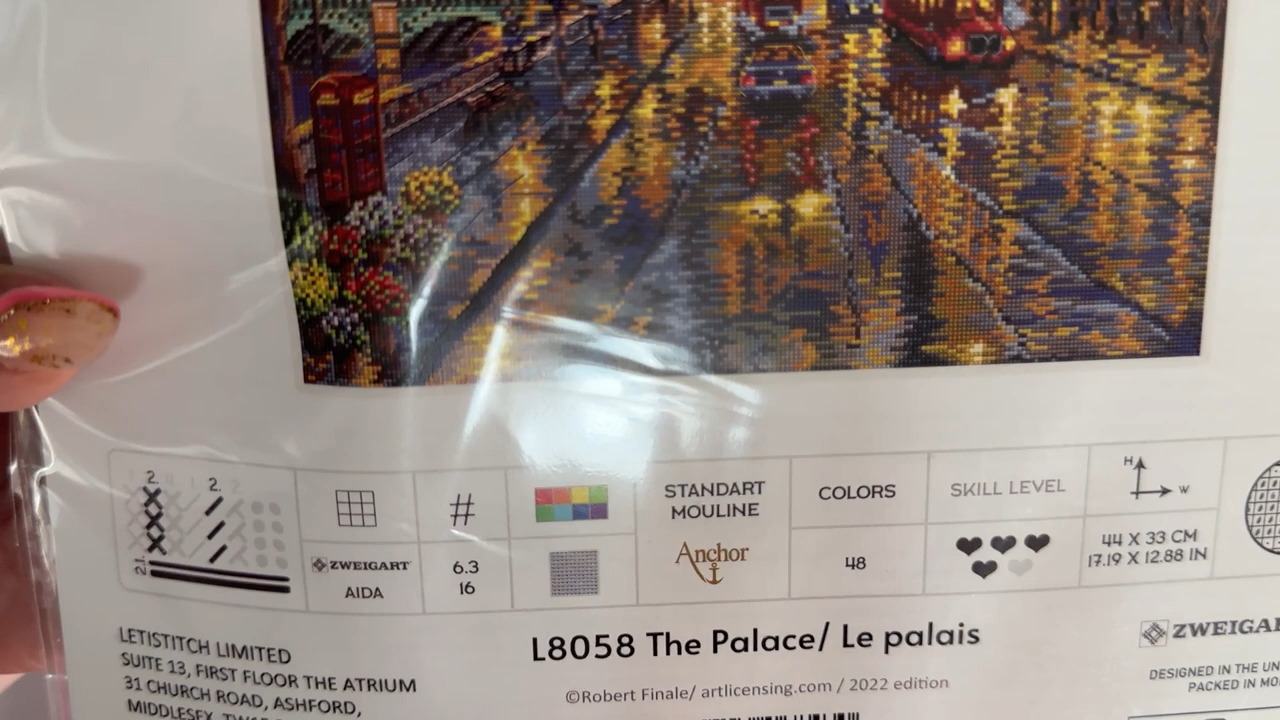 2.
2.
2.
#
STANDART
MOULINE
COLORS
SKILL LEVEL
H
W
ZWEIGART
AIDA
6.3
16
Anchor
48
44 X 33 CM
17.19 X 12.88 IN
LETISTITCH LIMITED
SUITE 13, FIRST FLOOR THE ATRIUM
31 CHURCH ROAD, ASHFORD,
MIDDLESEX,
L8058 The Palace/ Le palais
©Robert Finale/ artlicensing.com / 2022 edition
ZWEIGA
DESIGNED IN THE UN
PACKED IN MO